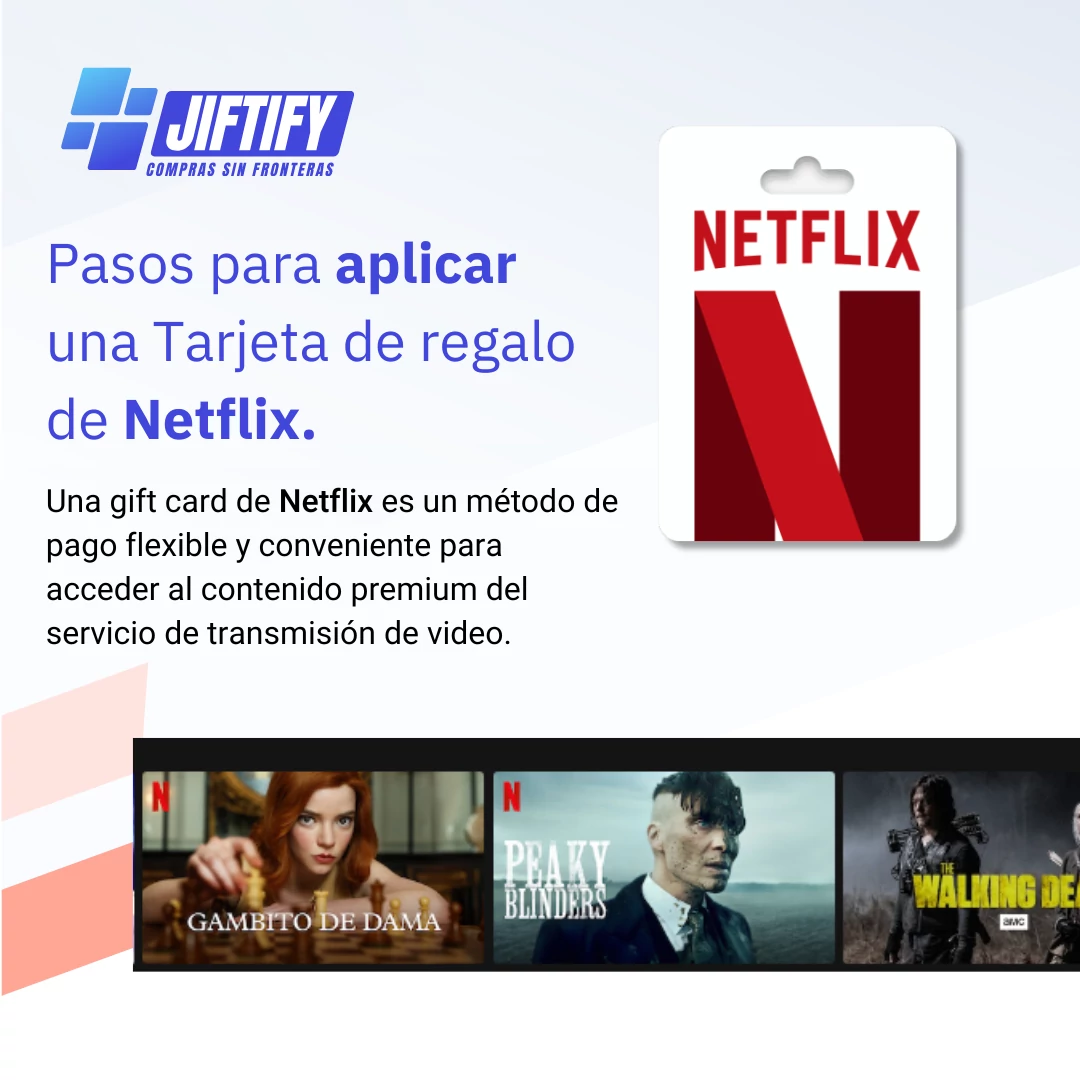 JIFTIFY
COMPRAS SIN FRONTERAS
Pasos para aplicar
una Tarjeta de regalo
de Netflix.
NETFLIX
N
Una gift card de Netflix es un método de
pago flexible y conveniente para
acceder al contenido premium del
servicio de transmisión de video.
N
GAMBITO DE DAMA
N
PEAKY
BLINDERS
THE
WALKING DEA
amc